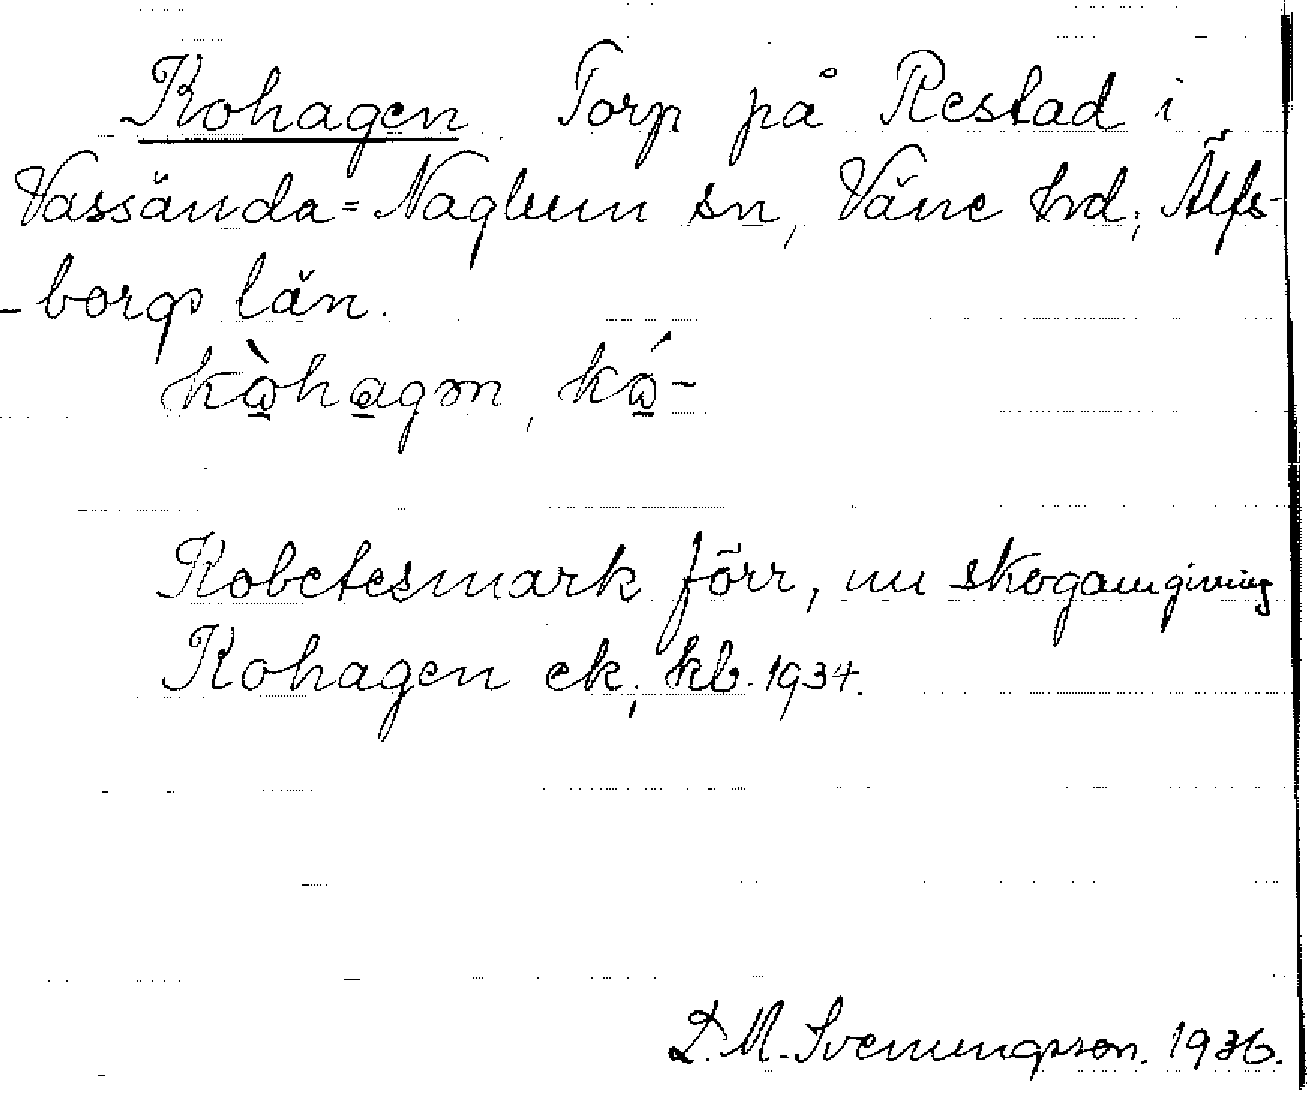 Kohagen Torp på Restad i
Vassända=Naglum sn, Väne hd, Älfs-
-borgs län.
kòhagən, kó-
Kobetesmark förr, nu skogomgivning
Kohagen ek, kb. 1934.
D.M. Svenungsson. 1936.